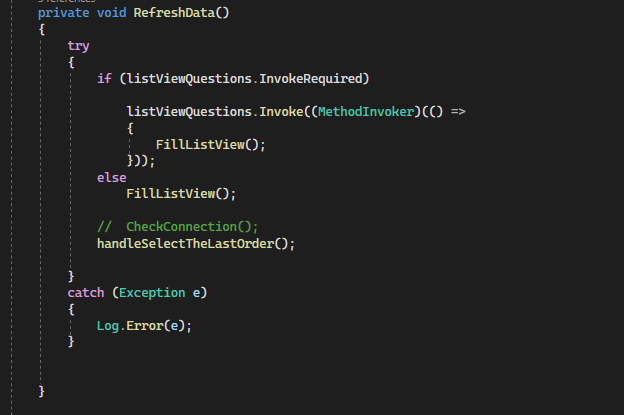 private void RefreshData()
{
try
{
if (listViewQuestions.InvokeRequired)
listViewQuestions.Invoke((MethodInvoker)(() =>
{
FillListView();
}));
else
FillListView();
//  CheckConnection();
handleSelectTheLastOrder();
}
catch (Exception e)
{
Log.Error(e);
}
}